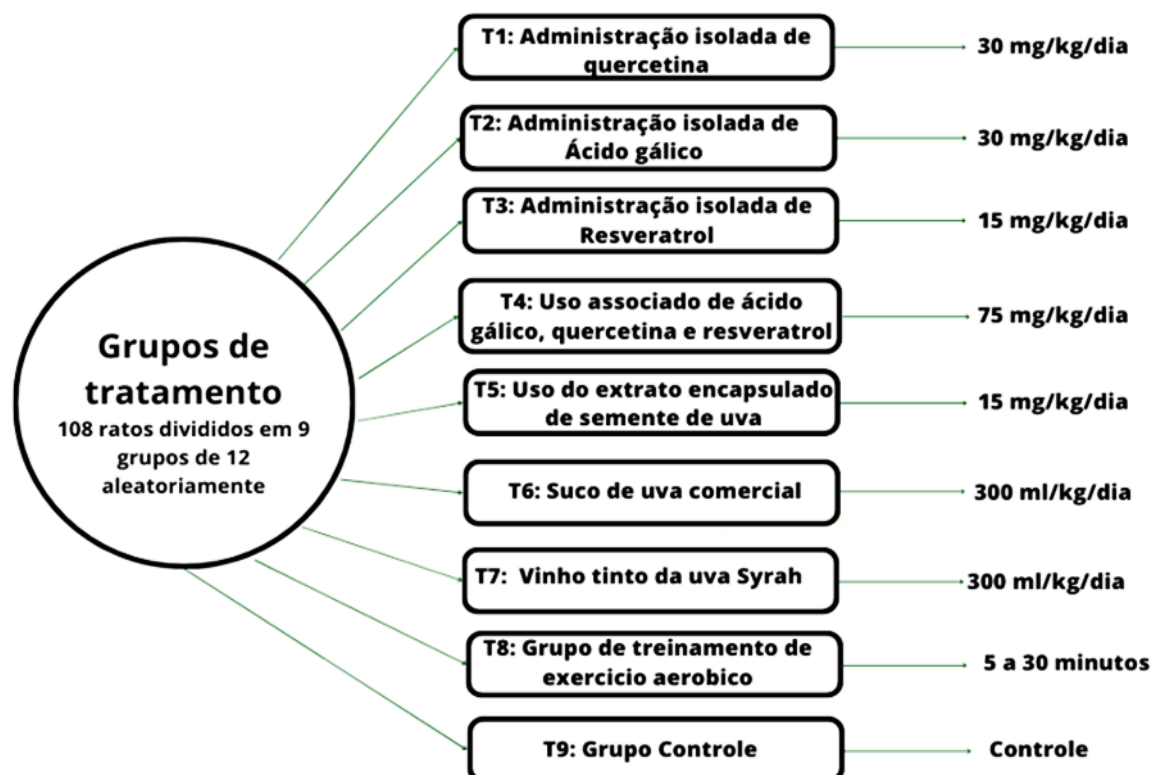 Grupos de
tratamento
108 ratos divididos em 9
grupos de 12
aleatoriamente
T1: Administração isolada de
quercetina
30 mg/kg/dia
T2: Administração isolada de
Ácido gálico
30 mg/kg/dia
T3: Administração isolada de
Resveratrol
15 mg/kg/dia
T4: Uso associado de ácido
gálico, quercetina e resveratrol
75 mg/kg/dia
T5: Uso do extrato encapsulado
de semente de uva
15 mg/kg/dia
T6: Suco de uva comercial
300 ml/kg/dia
T7: Vinho tinto da uva Syrah
300 ml/kg/dia
T8: Grupo de treinamento de
exercicio aerobico
5 a 30 minutos
T9: Grupo Controle
Controle